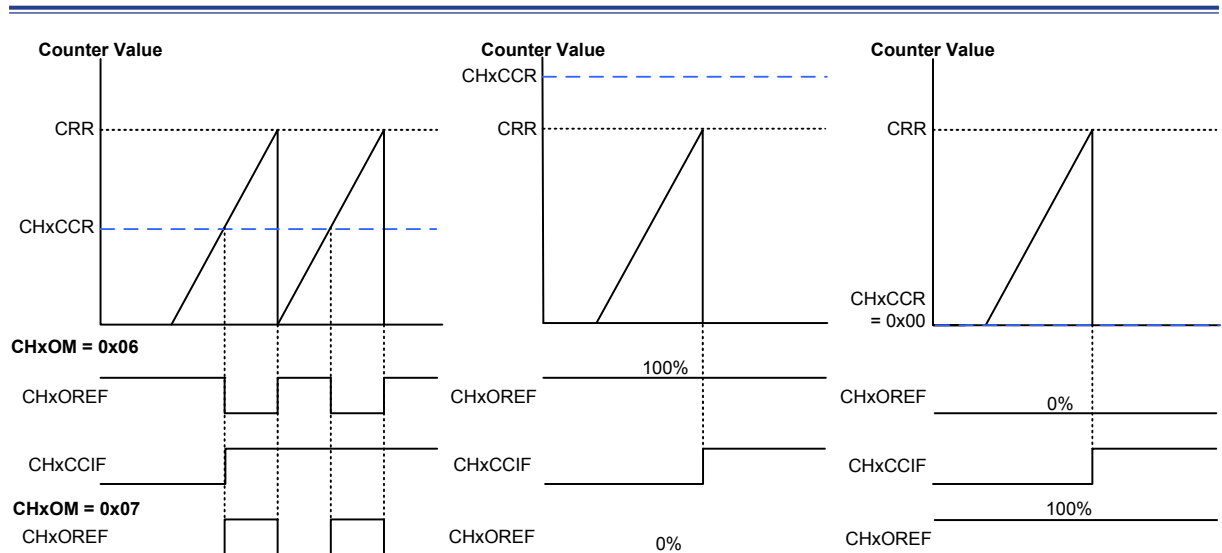 Counter Value
CRR
CHxCCR
CHxOM = 0x06
CHxOREF
CHxCCIF
CHxOM = 0x07
CHxOREF
Counter Value
CHxCCR
CRR
100%
CHxOREF
CHxCCIF
CHxOREF
0%
Counter Value
CRR
CHxCCR
= 0x00
CHxOREF
0%
CHxCCIF
100%
CHxOREF